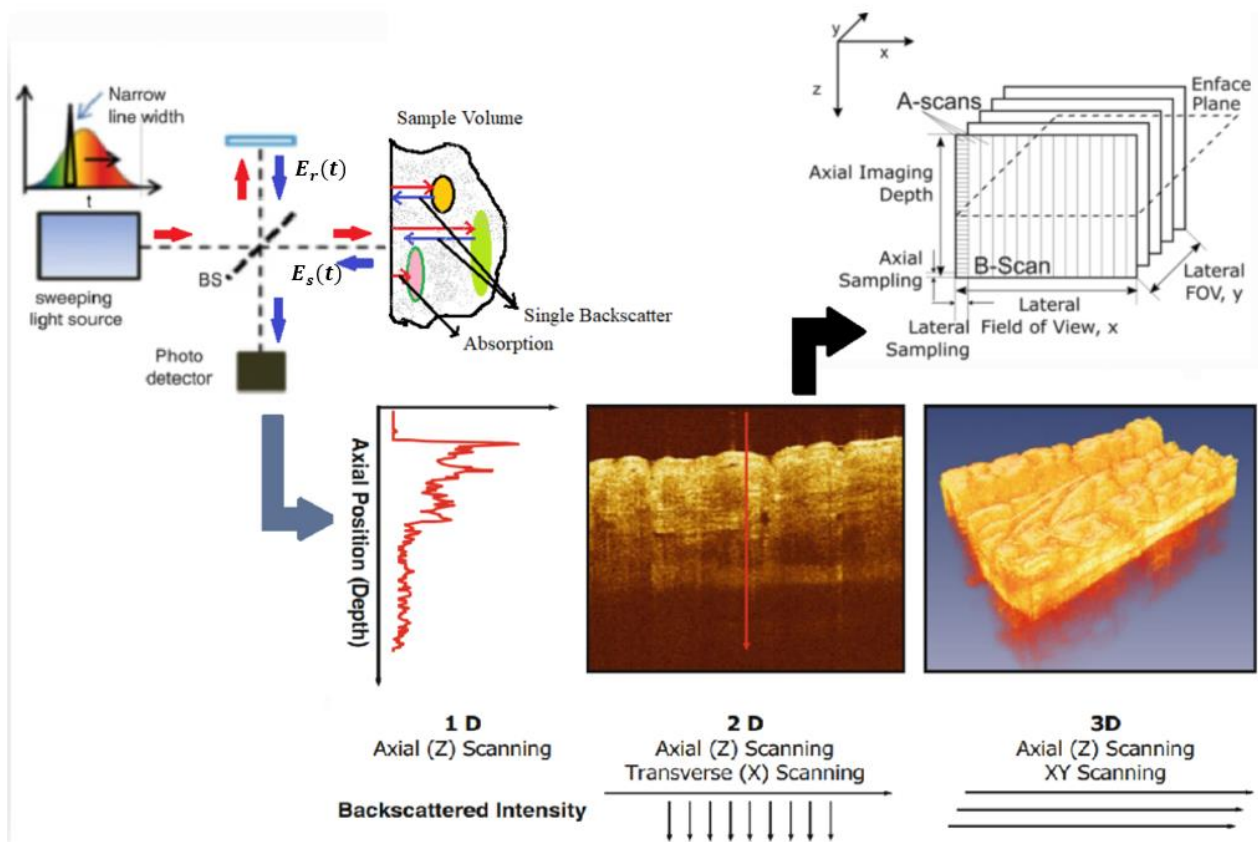 Narrow
line width
t
sweeping
light source
BS
E_r(t)
E_s(t)
Photo
detector
Sample Volume
Single Backscatter
Absorption
y
x
z
A-scans
Enface
Plane
Axial Imaging
Depth
Axial
Sampling
B-Scan
Lateral
Field of View, x
Lateral
Sampling
Lateral
FOV, y
Axial Position (Depth)
1 D
Axial (Z) Scanning
2 D
Axial (Z) Scanning
Transverse (X) Scanning
3D
Axial (Z) Scanning
XY Scanning
Backscattered Intensity